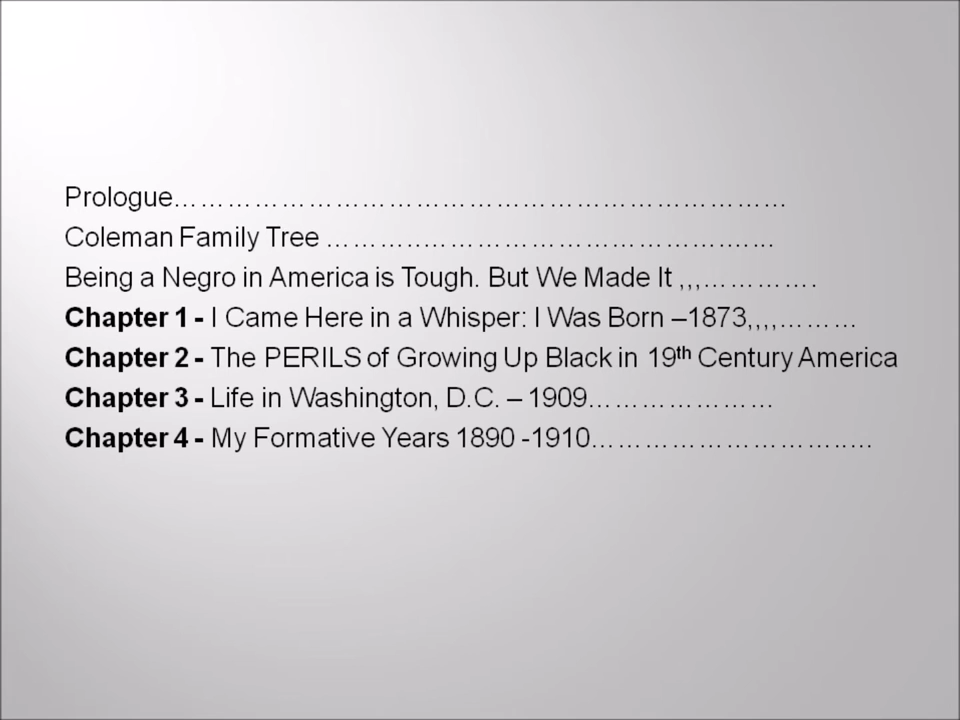 Prologue……………………………………………………………
Coleman Family Tree ………..……………………………….…...
Being a Negro in America is Tough. But We Made It ,,,………….
Chapter 1 - I Came Here in a Whisper: I Was Born –1873,,,,………
Chapter 2 - The PERILS of Growing Up Black in 19th Century America
Chapter 3 - Life in Washington, D.C. – 1909…………………
Chapter 4 - My Formative Years 1890 -1910………………………..…